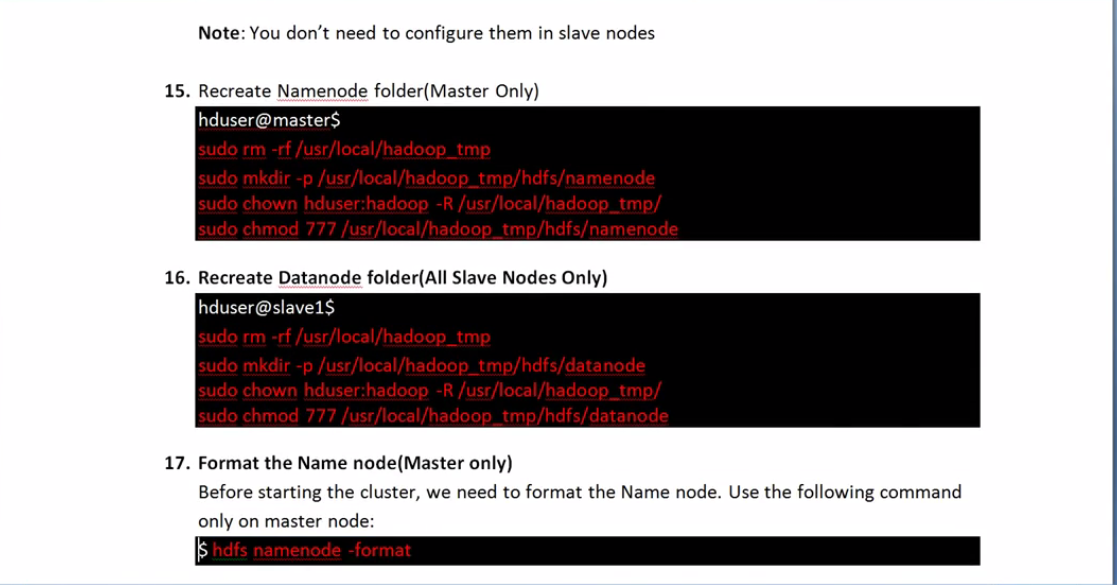 Note: You don’t need to configure them in slave nodes
15. Recreate Namenode folder(Master Only)
hduser@master$
sudo rm -rf /usr/local/hadoop_tmp
sudo mkdir -p /usr/local/hadoop_tmp/hdfs/namenode
sudo chown hduser:hadoop -R /usr/local/hadoop_tmp/
sudo chmod 777 /usr/local/hadoop_tmp/hdfs/namenode
16. Recreate Datanode folder(All Slave Nodes Only)
hduser@slave1$
sudo rm -rf /usr/local/hadoop_tmp
sudo mkdir -p /usr/local/hadoop_tmp/hdfs/datanode
sudo chown hduser:hadoop -R /usr/local/hadoop_tmp/
sudo chmod 777 /usr/local/hadoop_tmp/hdfs/datanode
17. Format the Name node(Master only)
Before starting the cluster, we need to format the Name node. Use the following command
only on master node:
$ hdfs namenode -format